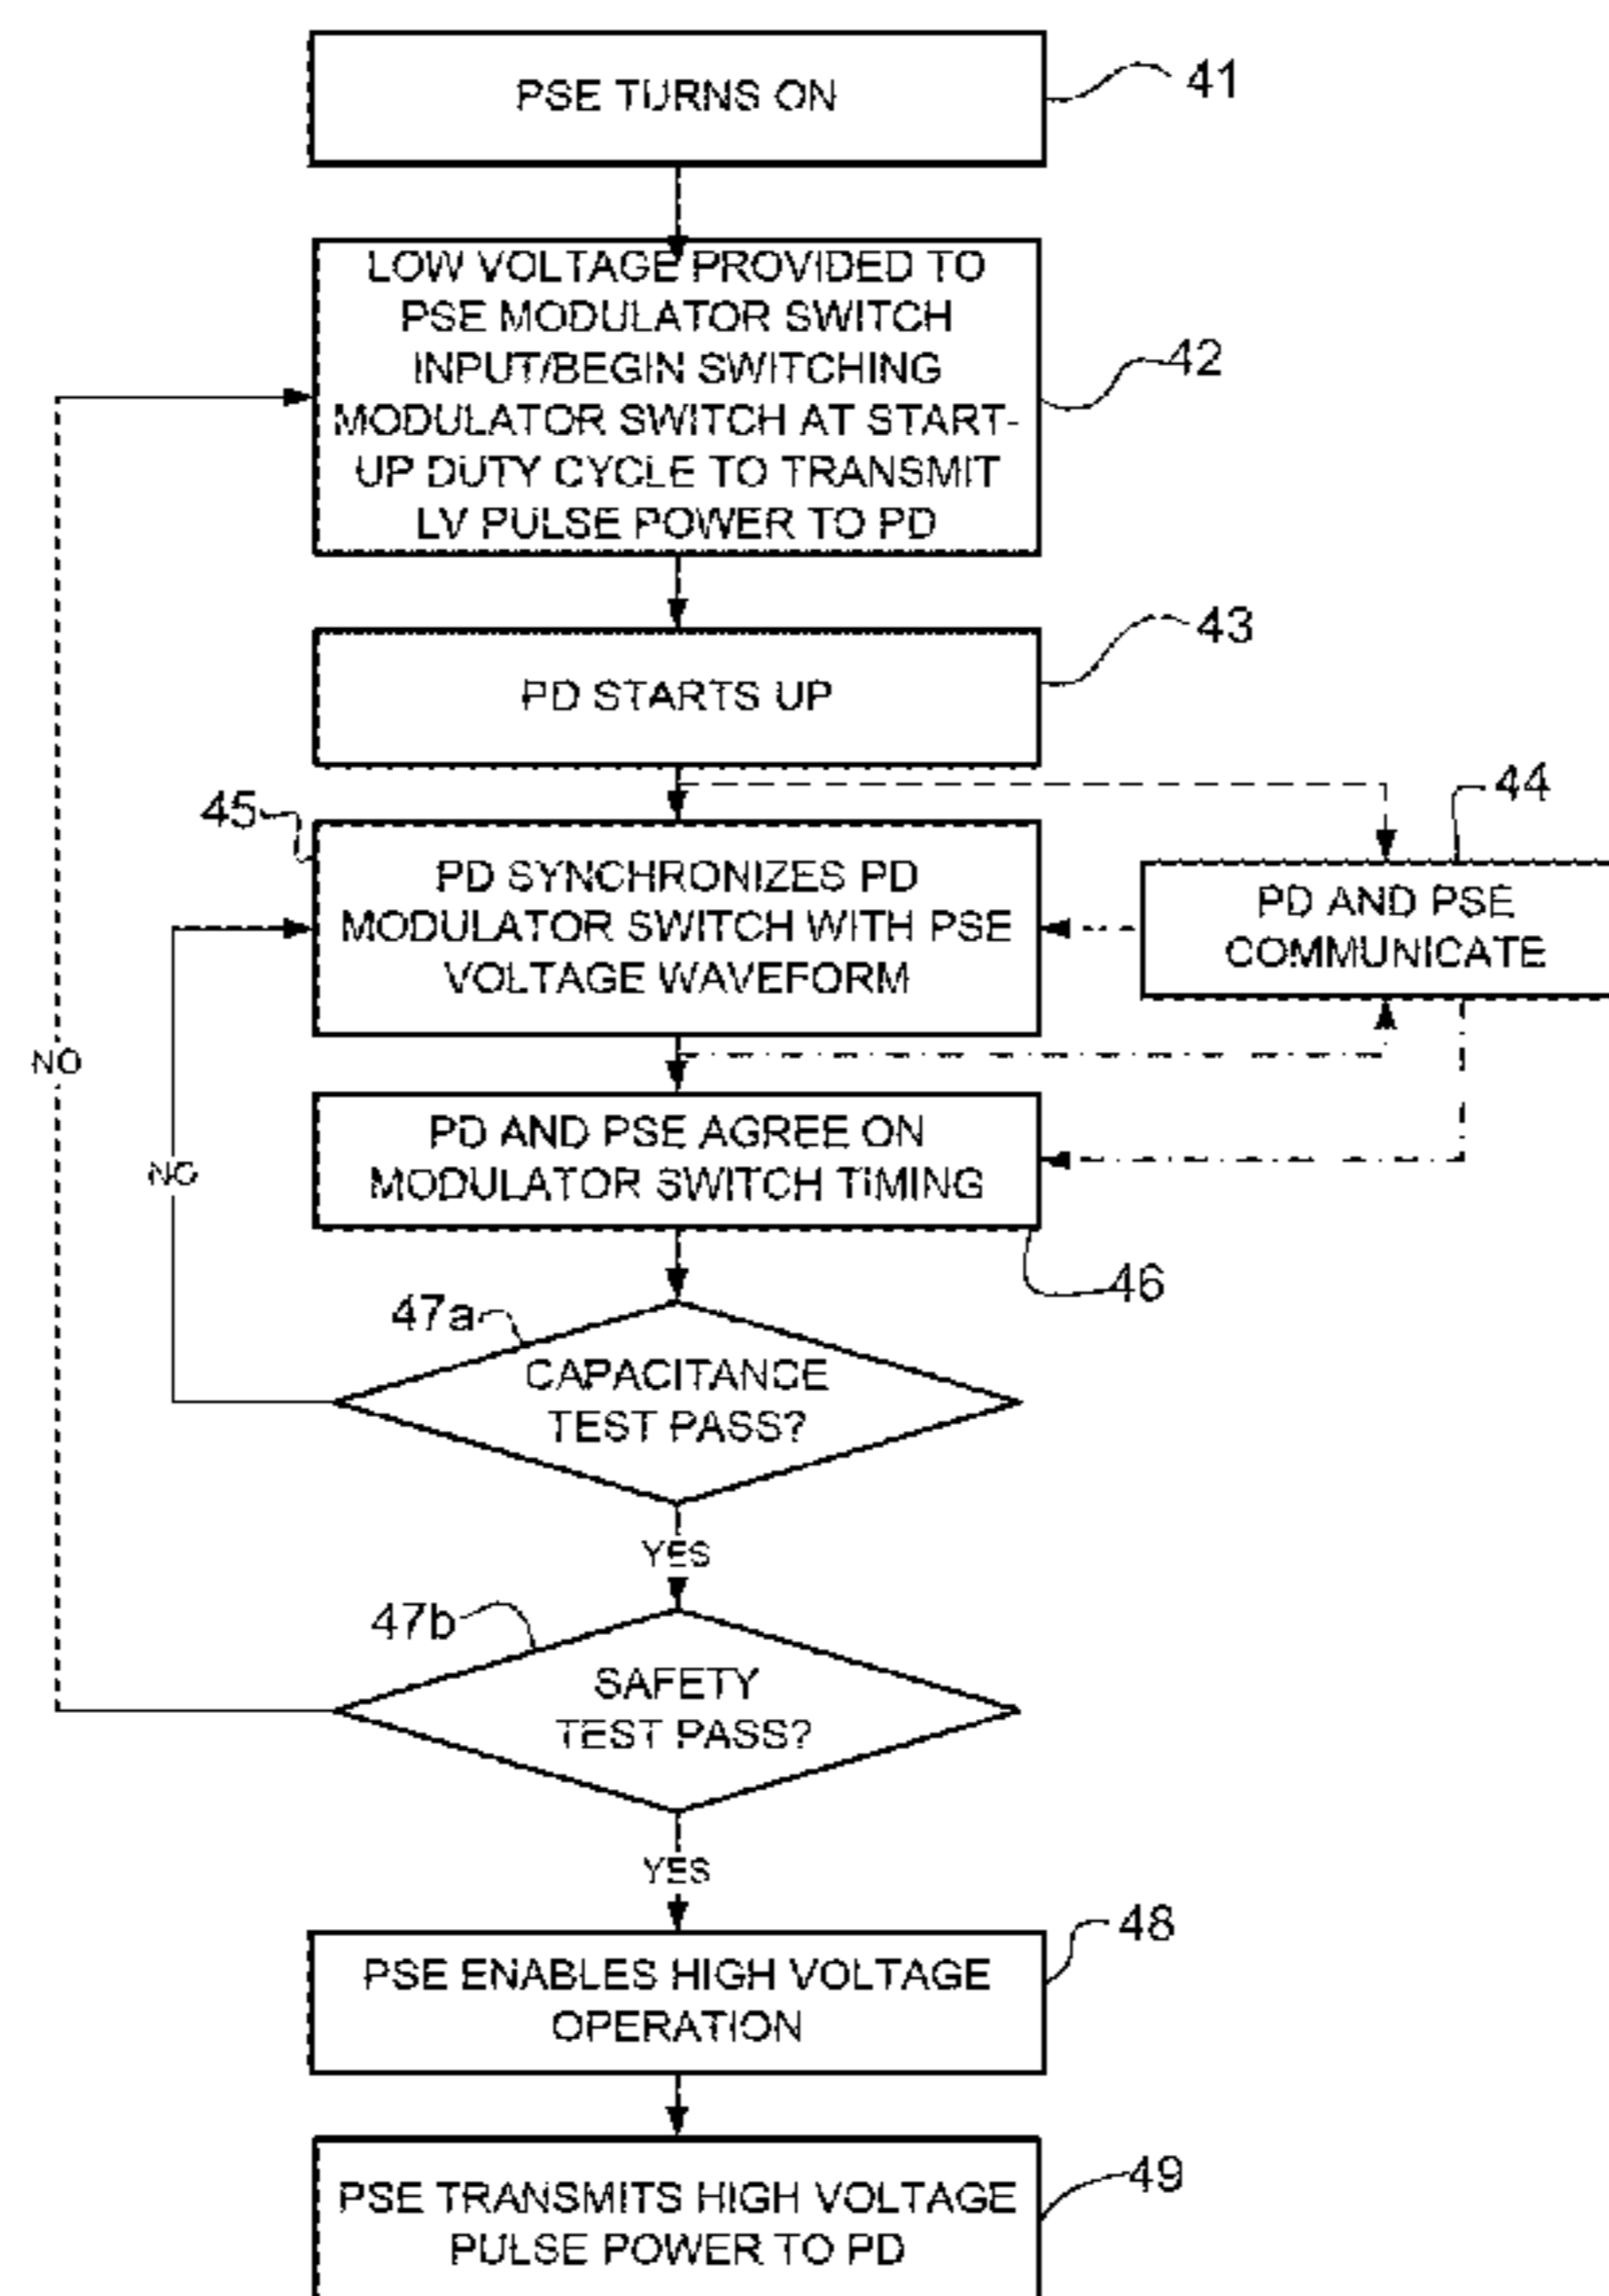 PSE TURNS ON
41
LOW VOLTAGE PROVIDED TO
PSE MODULATOR SWITCH
INPUT/BEGIN SWITCHING
MODULATOR SWITCH AT START-
UP DUTY CYCLE TO TRANSMIT
LV PULSE POWER TO PD
42
PD STARTS UP
43
44
PD AND PSE
COMMUNICATE
45
PD SYNCHRONIZES PD
MODULATOR SWITCH WITH PSE
VOLTAGE WAVEFORM
NO
NO
PD AND PSE AGREE ON
MODULATOR SWITCH TIMING
46
47a
CAPACITANCE
TEST PASS?
YES
47b
SAFETY
TEST PASS?
YES
PSE ENABLES HIGH VOLTAGE
OPERATION
48
PSE TRANSMITS HIGH VOLTAGE
PULSE POWER TO PD
49